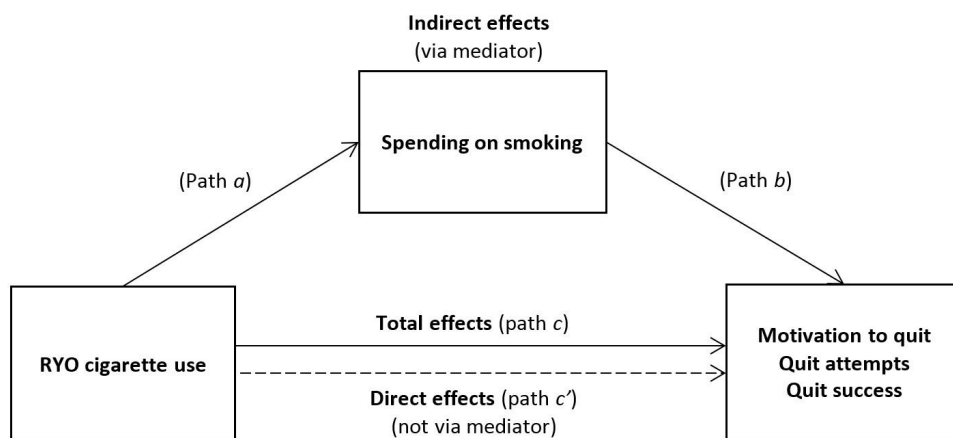 Indirect effects
(via mediator)
Spending on smoking
(Path a)
(Path b)
RYO cigarette use
Total effects (path c)
Direct effects (path c’)
(not via mediator)
Motivation to quit
Quit attempts
Quit success